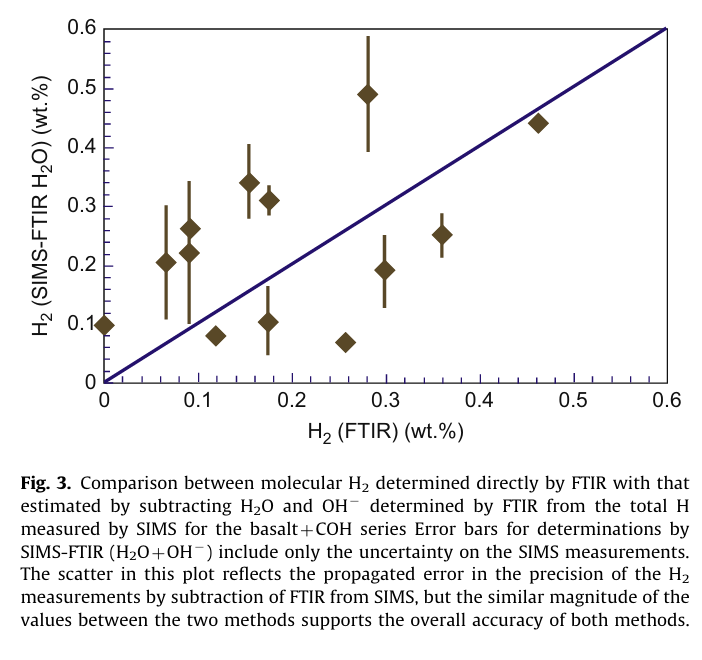 0.6
0.5
0.4
0.3
0.2
0.1
0
H₂ (SIMS-FTIR H₂O) (wt.%)
0 0.1 0.2 0.3 0.4 0.5 0.6
H₂ (FTIR) (wt.%)
Fig. 3. Comparison between molecular H₂ determined directly by FTIR with that
estimated by subtracting H₂O and OH⁻ determined by FTIR from the total H
measured by SIMS for the basalt+COH series Error bars for determinations by
SIMS-FTIR (H₂O+OH⁻) include only the uncertainty on the SIMS measurements.
The scatter in this plot reflects the propagated error in the precision of the H₂
measurements by subtraction of FTIR from SIMS, but the similar magnitude of the
values between the two methods supports the overall accuracy of both methods.